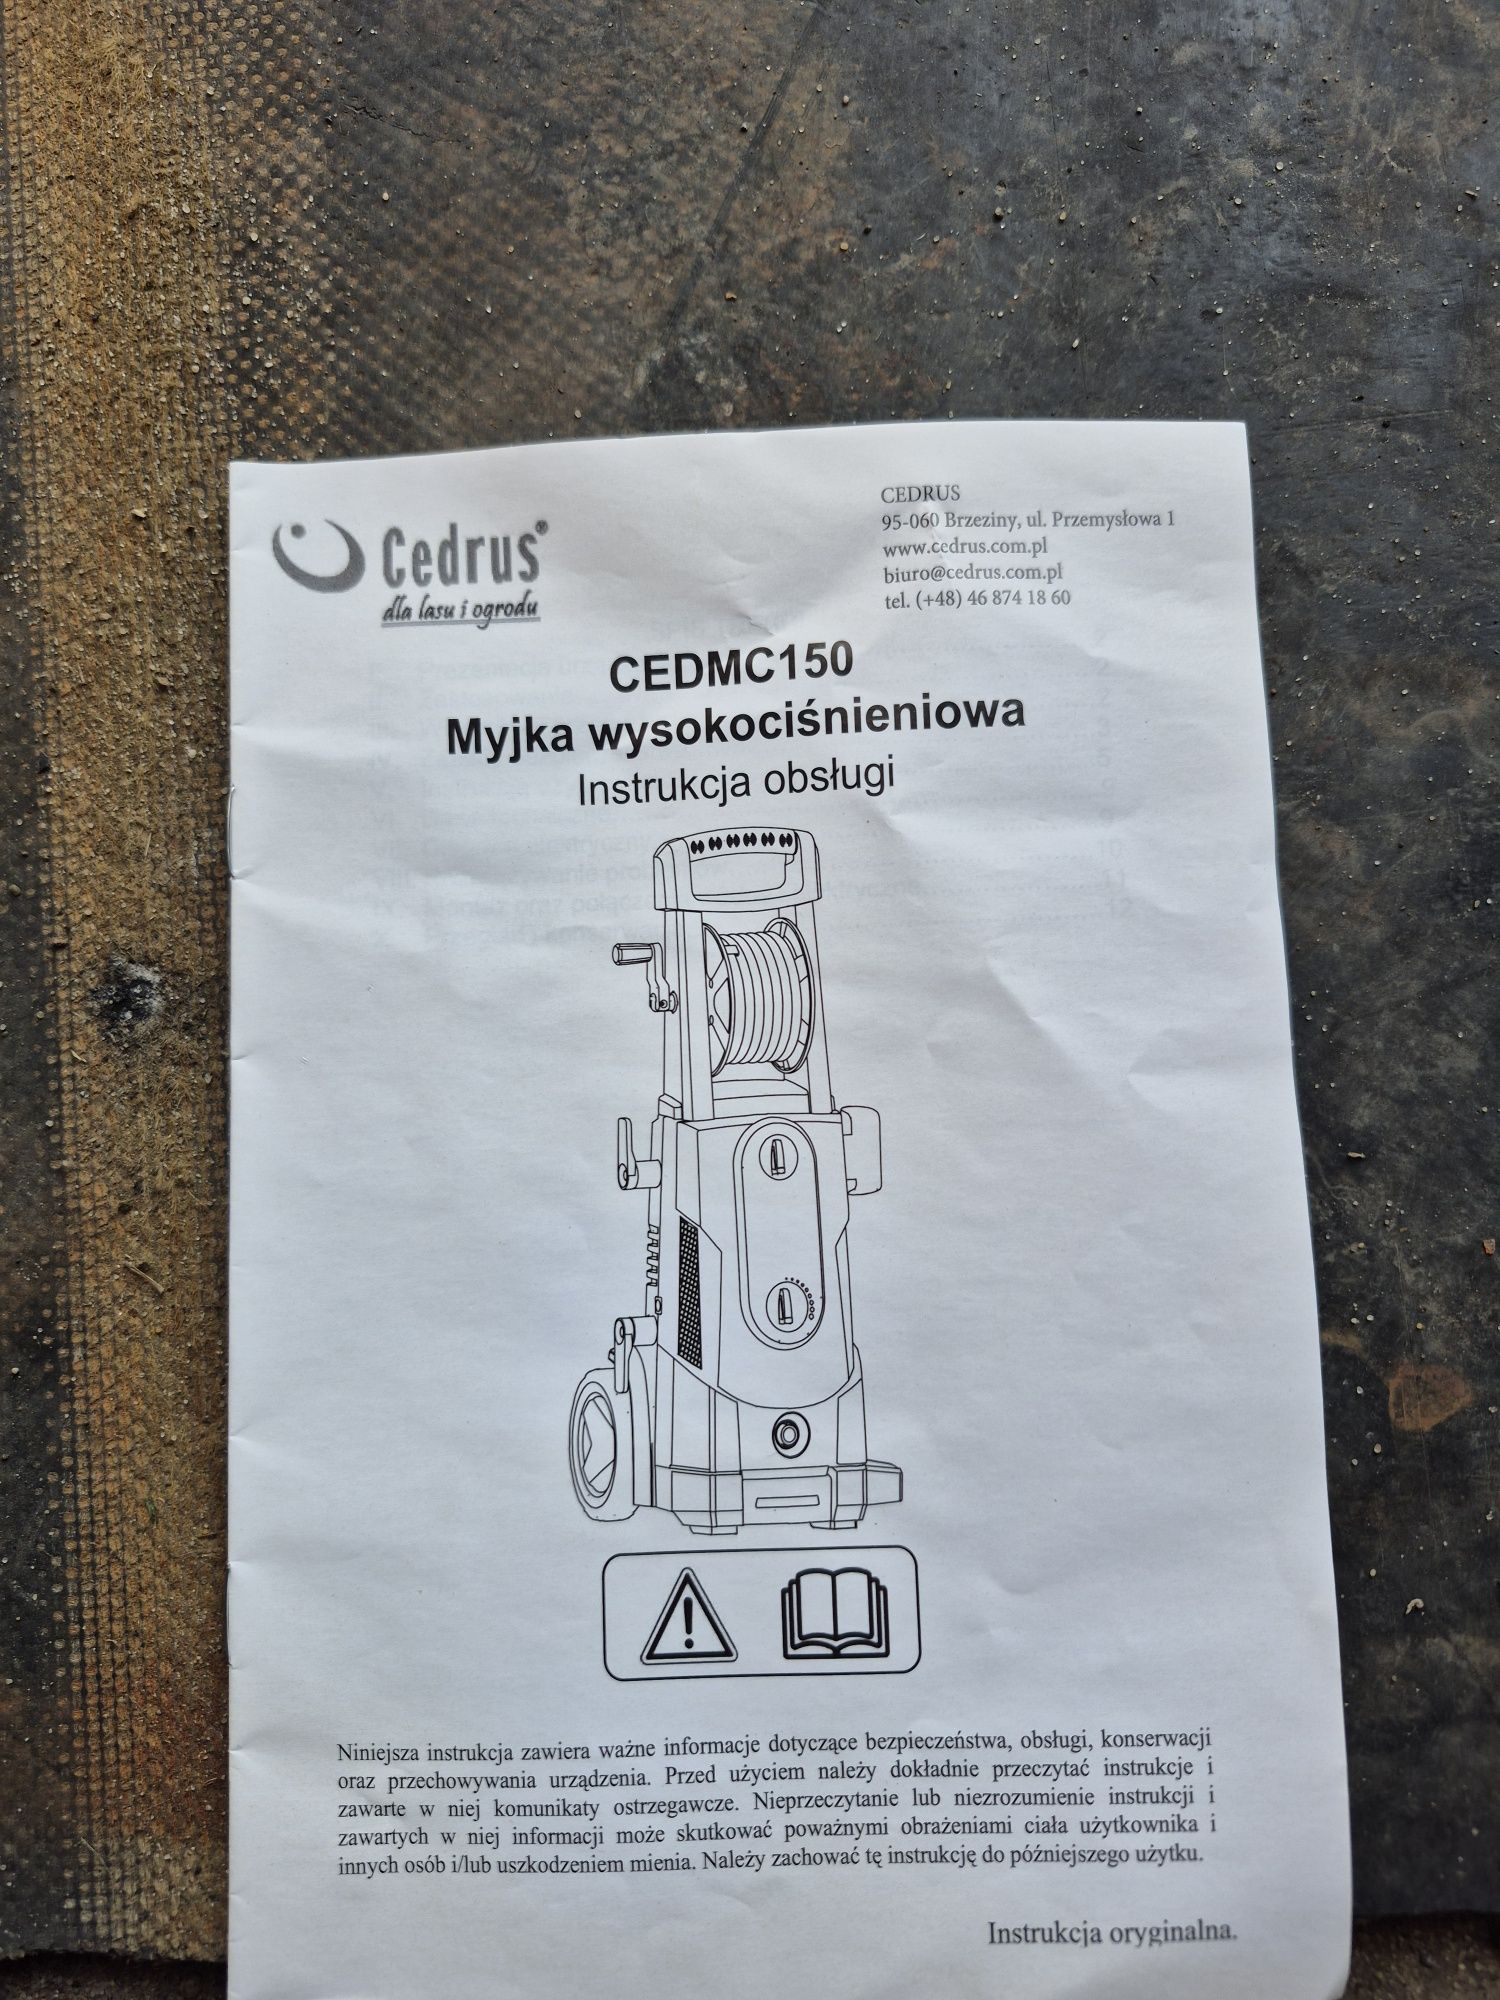 Cedrus®
dla lasu i ogrodu
CEDRUS
95-060 Brzeziny, ul. Przemysłowa 1
www.cedrus.com.pl
biuro@cedrus.com.pl
tel. (+48) 46 874 18 60
CEDMC150
Myjka wysokociśnieniowa
Instrukcja obsługi
Niniejsza instrukcja zawiera ważne informacje dotyczące bezpieczeństwa, obsługi, konserwacji
oraz przechowywania urządzenia. Przed użyciem należy dokładnie przeczytać instrukcje i
zawarte w niej komunikaty ostrzegawcze. Nieprzeczytanie lub niezrozumienie instrukcji i
zawartych w niej informacji może skutkować poważnymi obrażeniami ciała użytkownika i
innych osób i/lub uszkodzeniem mienia. Należy zachować tę instrukcję do późniejszego użytku.
Instrukcja oryginalna.